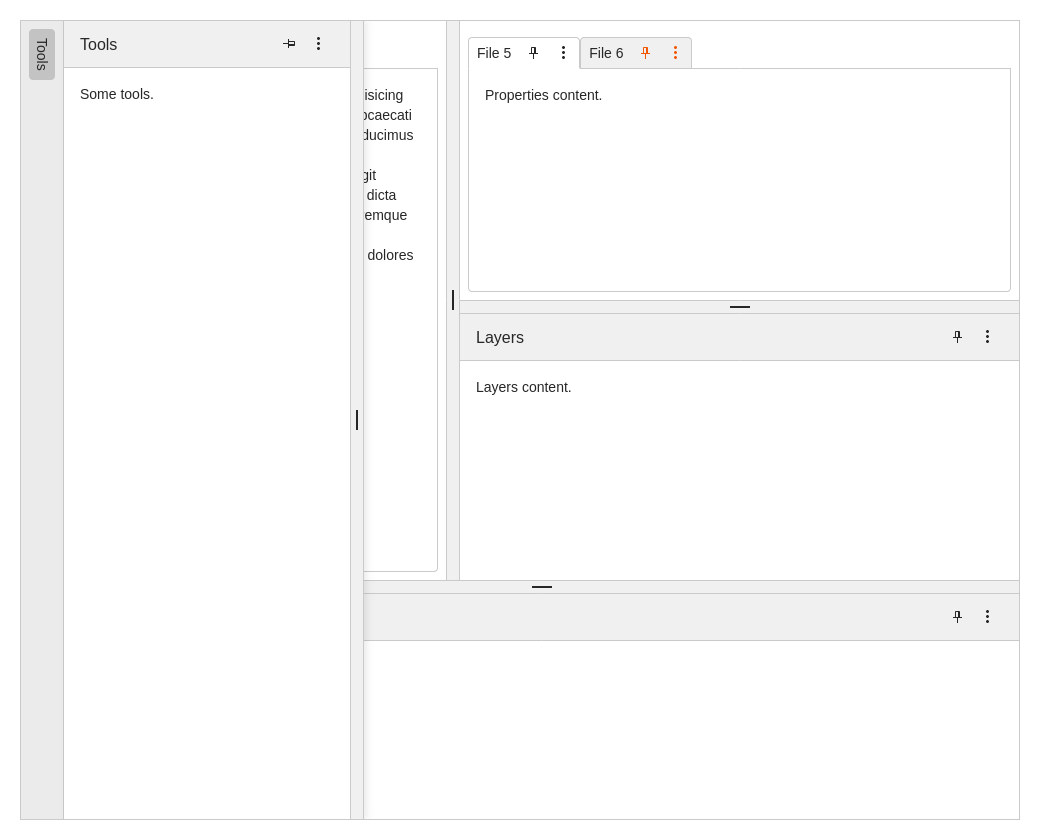 Tools
Tools
Some tools.
isicing
ducimus
git
dicta
emque
dolores
File 5
File 6
Properties content.
Layers
Layers content.